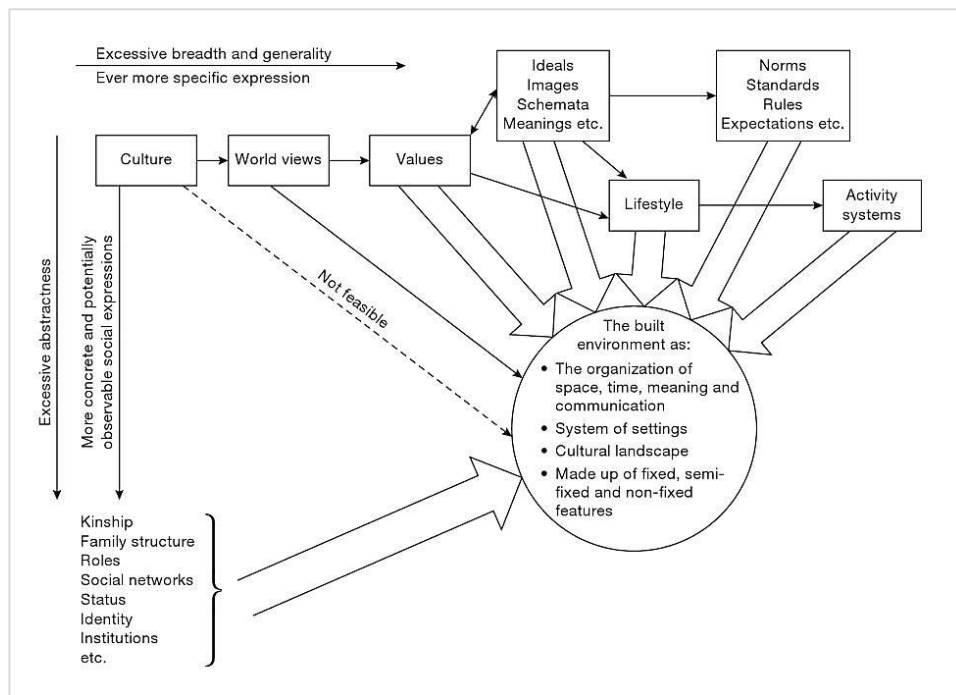 Excessive breadth and generality
Ever more specific expression
Ideals
Images
Schemata
Meanings etc.
Norms
Standards
Rules
Expectations etc.
Culture
World views
Values
Lifestyle
Activity
systems
Not feasible
Excessive abstractness
More concrete and potentially
observable social expressions
The built
environment as:
• The organization of
space, time, meaning and
communication
• System of settings
• Cultural landscape
• Made up of fixed, semi-
fixed and non-fixed
features
Kinship
Family structure
Roles
Social networks
Status
Identity
Institutions
etc.